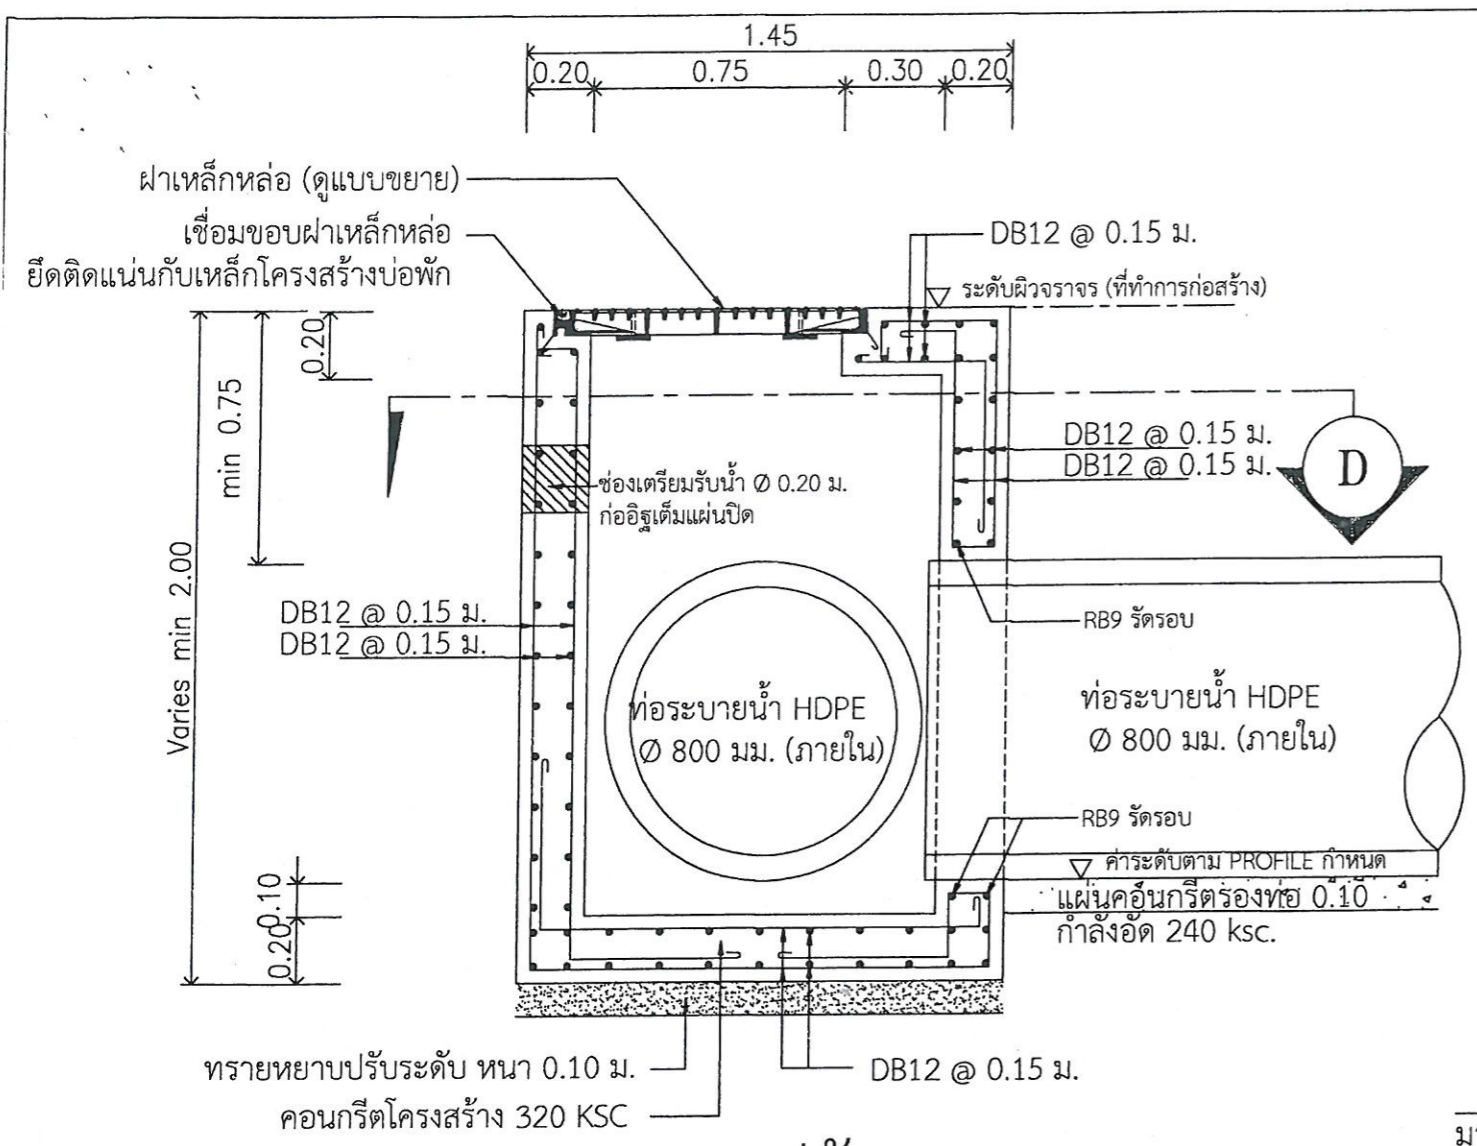 1.45
0.20 0.75 0.30 0.20
ฝาเหล็กหล่อ (ดูแบบขยาย)
เชื่อมขอบฝาเหล็กหล่อ
ยึดติดแน่นกับเหล็กโครงสร้างบ่อพัก
DB12 @ 0.15 ม.
ระดับผิวจราจร (ที่ทำการก่อสร้าง)
0.20
min 0.75
Varies min 2.00
DB12 @ 0.15 ม.
DB12 @ 0.15 ม.
D
ช่องเตรียมรับน้ำ Ø 0.20 ม.
ก่ออิฐเต็มแผ่นปิด
DB12 @ 0.15 ม.
DB12 @ 0.15 ม.
RB9 รัดรอบ
ท่อระบายน้ำ HDPE
Ø 800 มม. (ภายใน)
ท่อระบายน้ำ HDPE
Ø 800 มม. (ภายใน)
RB9 รัดรอบ
ค่าระดับตาม PROFILE กำหนด
แผ่นคอนกรีตรองท่อ 0.10
กำลังอัด 240 ksc.
0.10
0.20
ทรายหยาบปรับระดับ หนา 0.10 ม.
DB12 @ 0.15 ม.
คอนกรีตโครงสร้าง 320 KSC